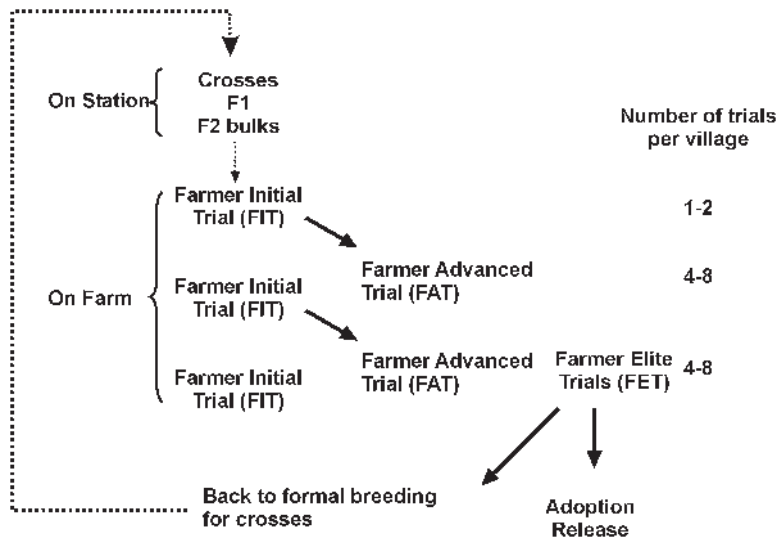 Crosses
On Station
F1
F2 bulks
Number of trials
per village
Farmer Initial
Trial (FIT)
1-2
Farmer Advanced
Trial (FAT)
4-8
On Farm
Farmer Initial
Trial (FIT)
Farmer Advanced
Trial (FAT)
Farmer Elite
Trials (FET)
4-8
Farmer Initial
Trial (FIT)
Back to formal breeding
for crosses
Adoption
Release